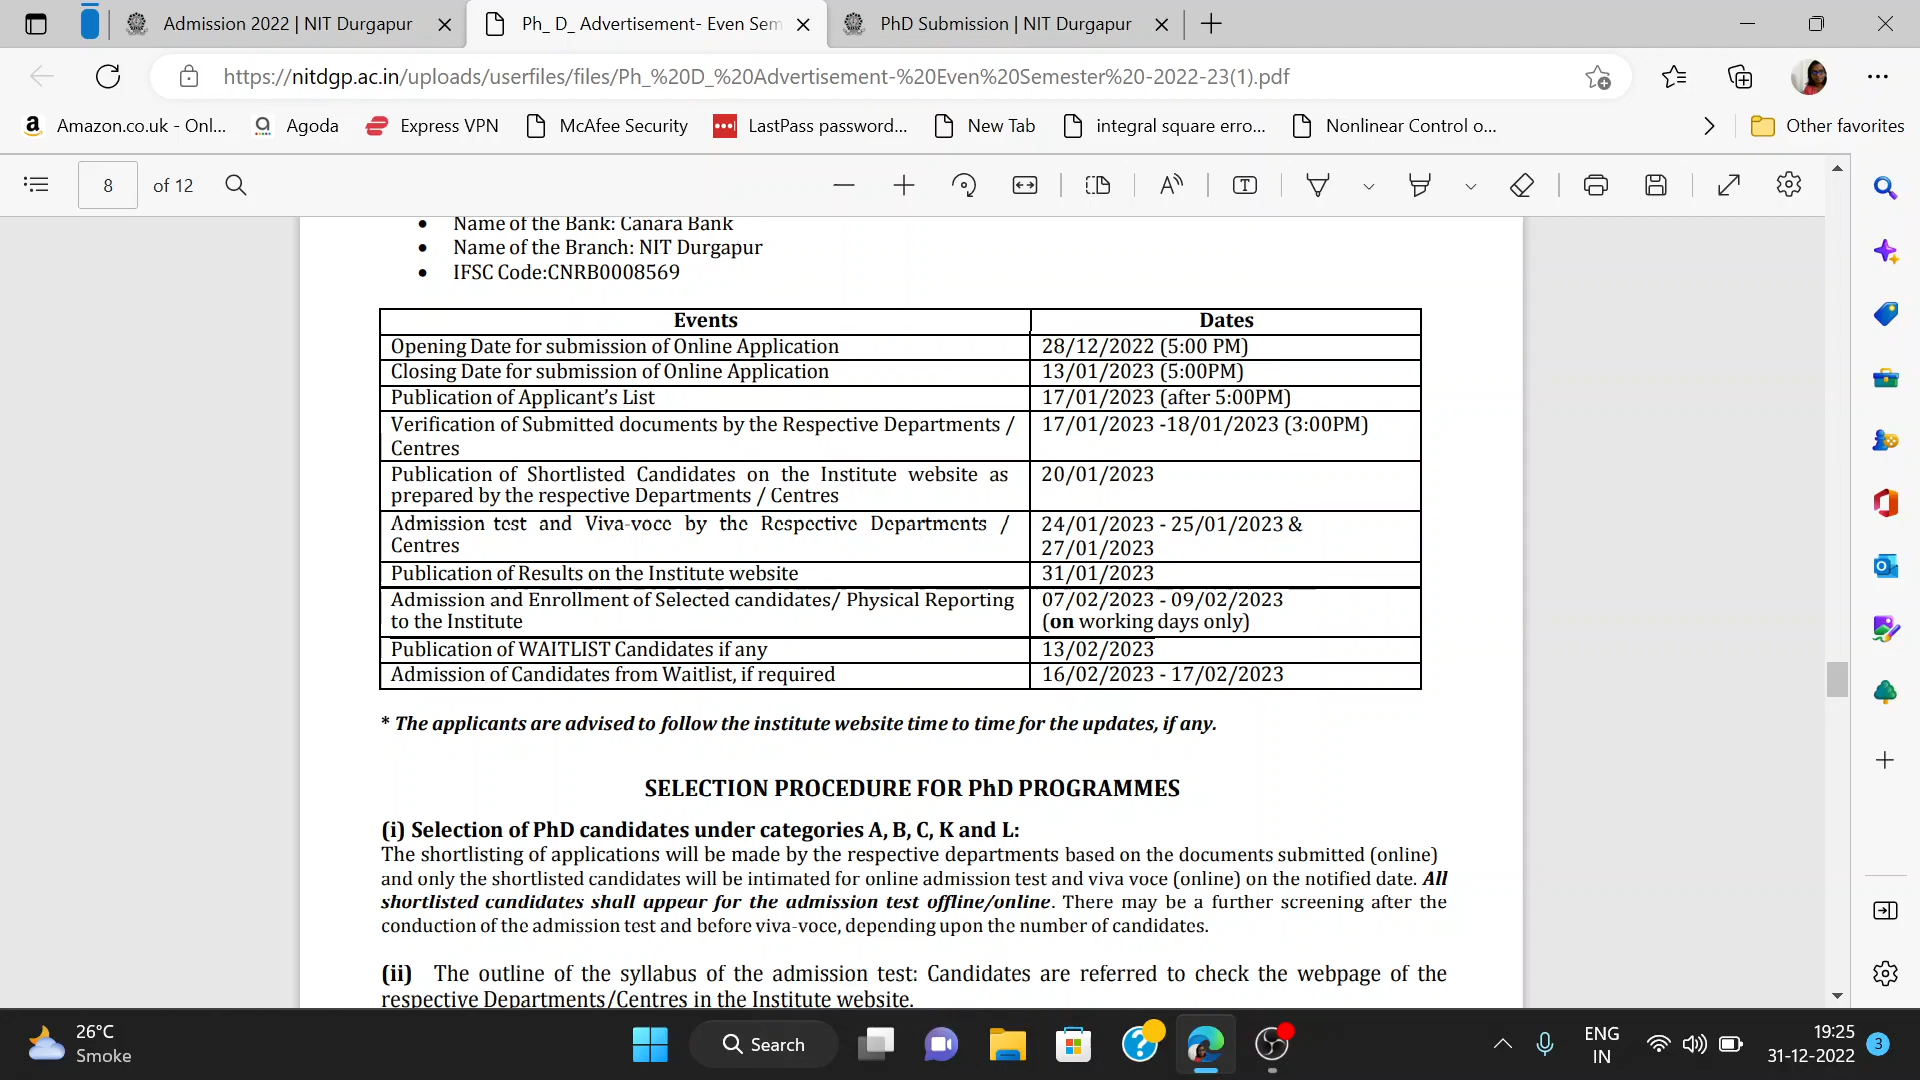 Admission 2022 | NIT Durgapur
Ph_ D_ Advertisement- Even Sem
PhD Submission | NIT Durgapur
https://nitdgp.ac.in/uploads/userfiles/files/Ph_%20D_%20Advertisement-%20Even%20Semester%20-2022-23(1).pdf
Amazon.co.uk - Onl... Agoda Express VPN McAfee Security LastPass password... New Tab integral square erro... Nonlinear Control o... Other favorites
8 of 12
• Name of the Bank: Canara Bank
• Name of the Branch: NIT Durgapur
• IFSC Code:CNRB0008569
Events Dates
Opening Date for submission of Online Application 28/12/2022 (5:00 PM)
Closing Date for submission of Online Application 13/01/2023 (5:00PM)
Publication of Applicant's List 17/01/2023 (after 5:00PM)
Verification of Submitted documents by the Respective Departments / 17/01/2023 -18/01/2023 (3:00PM)
Centres
Publication of Shortlisted Candidates on the Institute website as 20/01/2023
prepared by the respective Departments / Centres
Admission test and Viva-voce by the Respective Departments / 24/01/2023 - 25/01/2023 &
Centres 27/01/2023
Publication of Results on the Institute website 31/01/2023
Admission and Enrollment of Selected candidates/ Physical Reporting 07/02/2023 - 09/02/2023
to the Institute (on working days only)
Publication of WAITLIST Candidates if any 13/02/2023
Admission of Candidates from Waitlist, if required 16/02/2023 - 17/02/2023
* The applicants are advised to follow the institute website time to time for the updates, if any.
SELECTION PROCEDURE FOR PhD PROGRAMMES
(i) Selection of PhD candidates under categories A, B, C, K and L:
The shortlisting of applications will be made by the respective departments based on the documents submitted (online)
and only the shortlisted candidates will be intimated for online admission test and viva voce (online) on the notified date. All
shortlisted candidates shall appear for the admission test offline/online. There may be a further screening after the
conduction of the admission test and before viva-voce, depending upon the number of candidates.
(ii) The outline of the syllabus of the admission test: Candidates are referred to check the webpage of the
respective Departments/Centres in the Institute website.
26°C
Smoke
Search
ENG
IN
19:25
31-12-2022
3